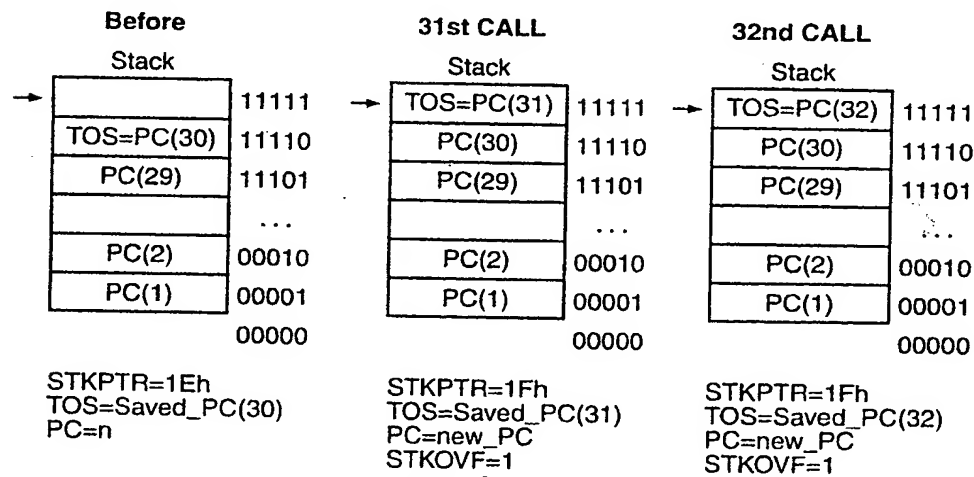 Before
Stack
11111
TOS=PC(30) 11110
PC(29) 11101
...
PC(2) 00010
PC(1) 00001
00000
STKPTR=1Eh
TOS=Saved_PC(30)
PC=n
31st CALL
Stack
TOS=PC(31) 11111
PC(30) 11110
PC(29) 11101
...
PC(2) 00010
PC(1) 00001
00000
STKPTR=1Fh
TOS=Saved_PC(31)
PC=new_PC
STKOVF=1
32nd CALL
Stack
TOS=PC(32) 11111
PC(30) 11110
PC(29) 11101
...
PC(2) 00010
PC(1) 00001
00000
STKPTR=1Fh
TOS=Saved_PC(32)
PC=new_PC
STKOVF=1